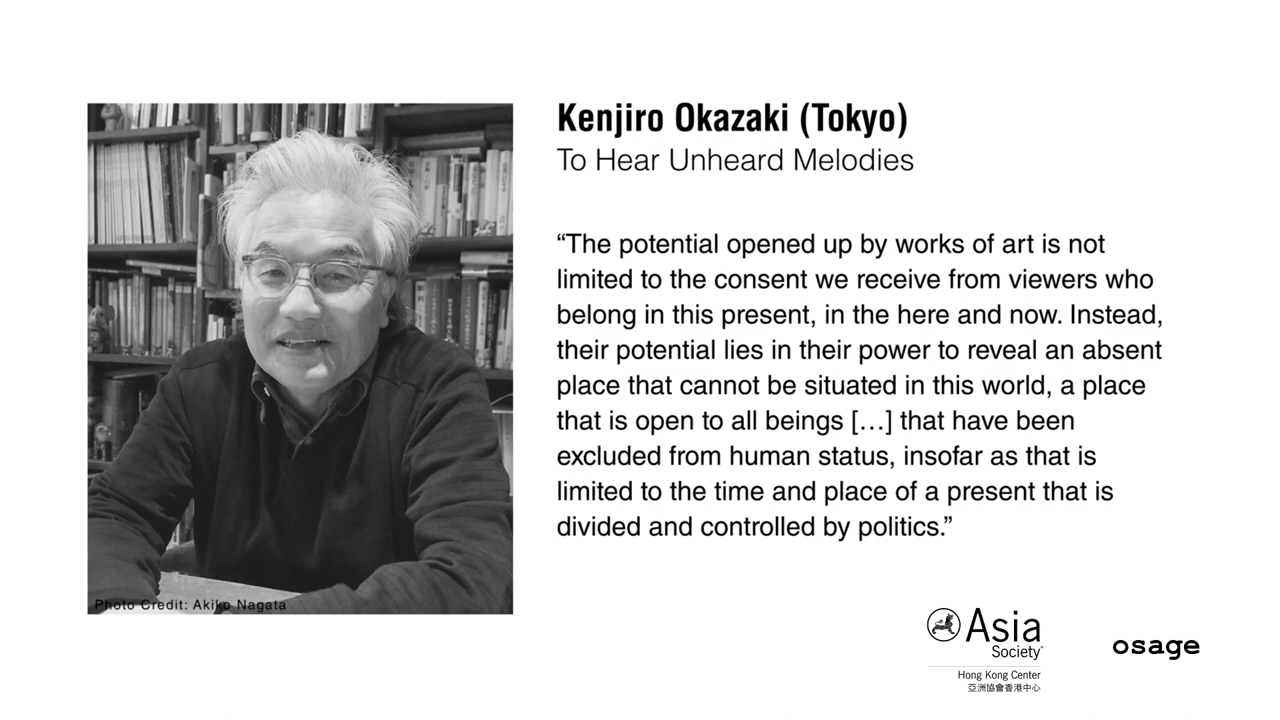 Kenjiro Okazaki (Tokyo)
To Hear Unheard Melodies
“The potential opened up by works of art is not
limited to the consent we receive from viewers who
belong in this present, in the here and now. Instead,
their potential lies in their power to reveal an absent
place that cannot be situated in this world, a place
that is open to all beings […] that have been
excluded from human status, insofar as that is
limited to the time and place of a present that is
divided and controlled by politics.”
Photo Credit: Akiko Nagata
Asia
Society
Hong Kong Center
亞洲協會香港中心
osage